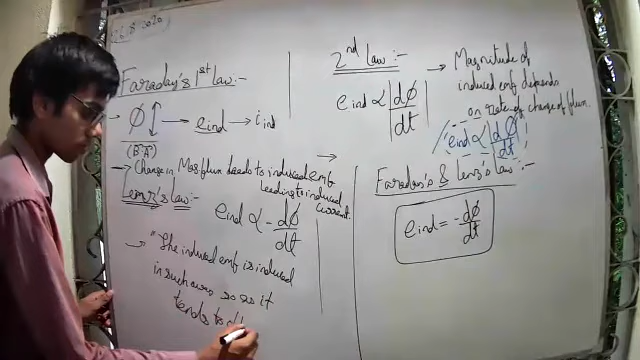 Faraday's 1st law:-
→ φ ↕ → eind → iind
(B·A)
→ Change in Mag flux leads to induced emf
leading to induced
current.
Lenz's law:-
eind ∝ - dφ/dt
→ "The induced emf is induced
in such way so as it
tends to
2nd Law:-
eind ∝ |dφ/dt|
→ Magnitude of
induced emf depends
on rate of change of flux.
eind ∝ |dφ/dt|
Faraday's & Lenz's law:-
eind = - dφ/dt